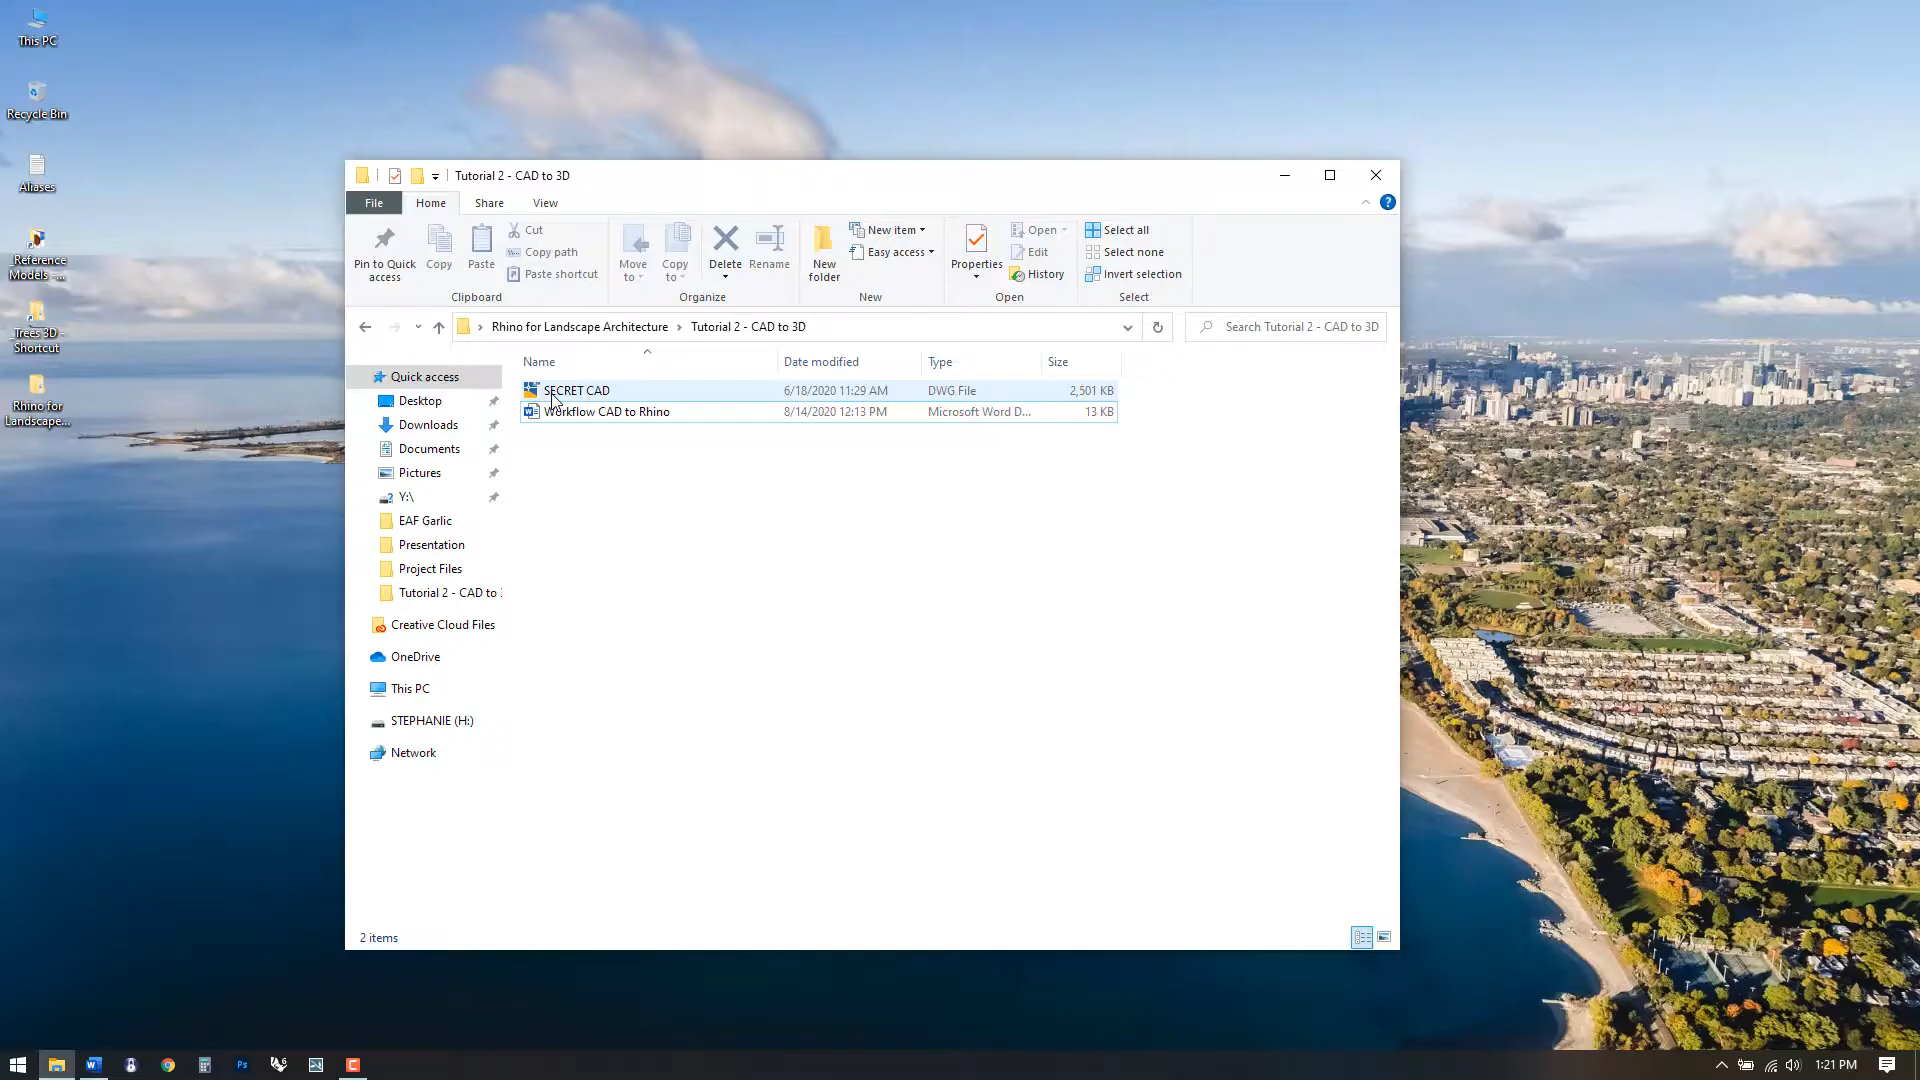 This PC
Recycle Bin
Aliases
_Reference
Models -...
_Trees 3D -
Shortcut
Rhino for
Landscape...
Tutorial 2 - CAD to 3D
File
Home
Share
View
Pin to Quick
access
Copy
Paste
Cut
Copy path
Paste shortcut
Clipboard
Move
to
Copy
to
Delete
Rename
Organize
New
folder
New item
Easy access
New
Properties
Open
Edit
History
Open
Select all
Select none
Invert selection
Select
Rhino for Landscape Architecture
Tutorial 2 - CAD to 3D
Search Tutorial 2 - CAD to 3D
Name
Date modified
Type
Size
SECRET CAD
6/18/2020 11:29 AM
DWG File
2,501 KB
Workflow CAD to Rhino
8/14/2020 12:13 PM
Microsoft Word D...
13 KB
Quick access
Desktop
Downloads
Documents
Pictures
Y:\
EAF Garlic
Presentation
Project Files
Tutorial 2 - CAD to
Creative Cloud Files
OneDrive
This PC
STEPHANIE (H:)
Network
2 items
1:21 PM